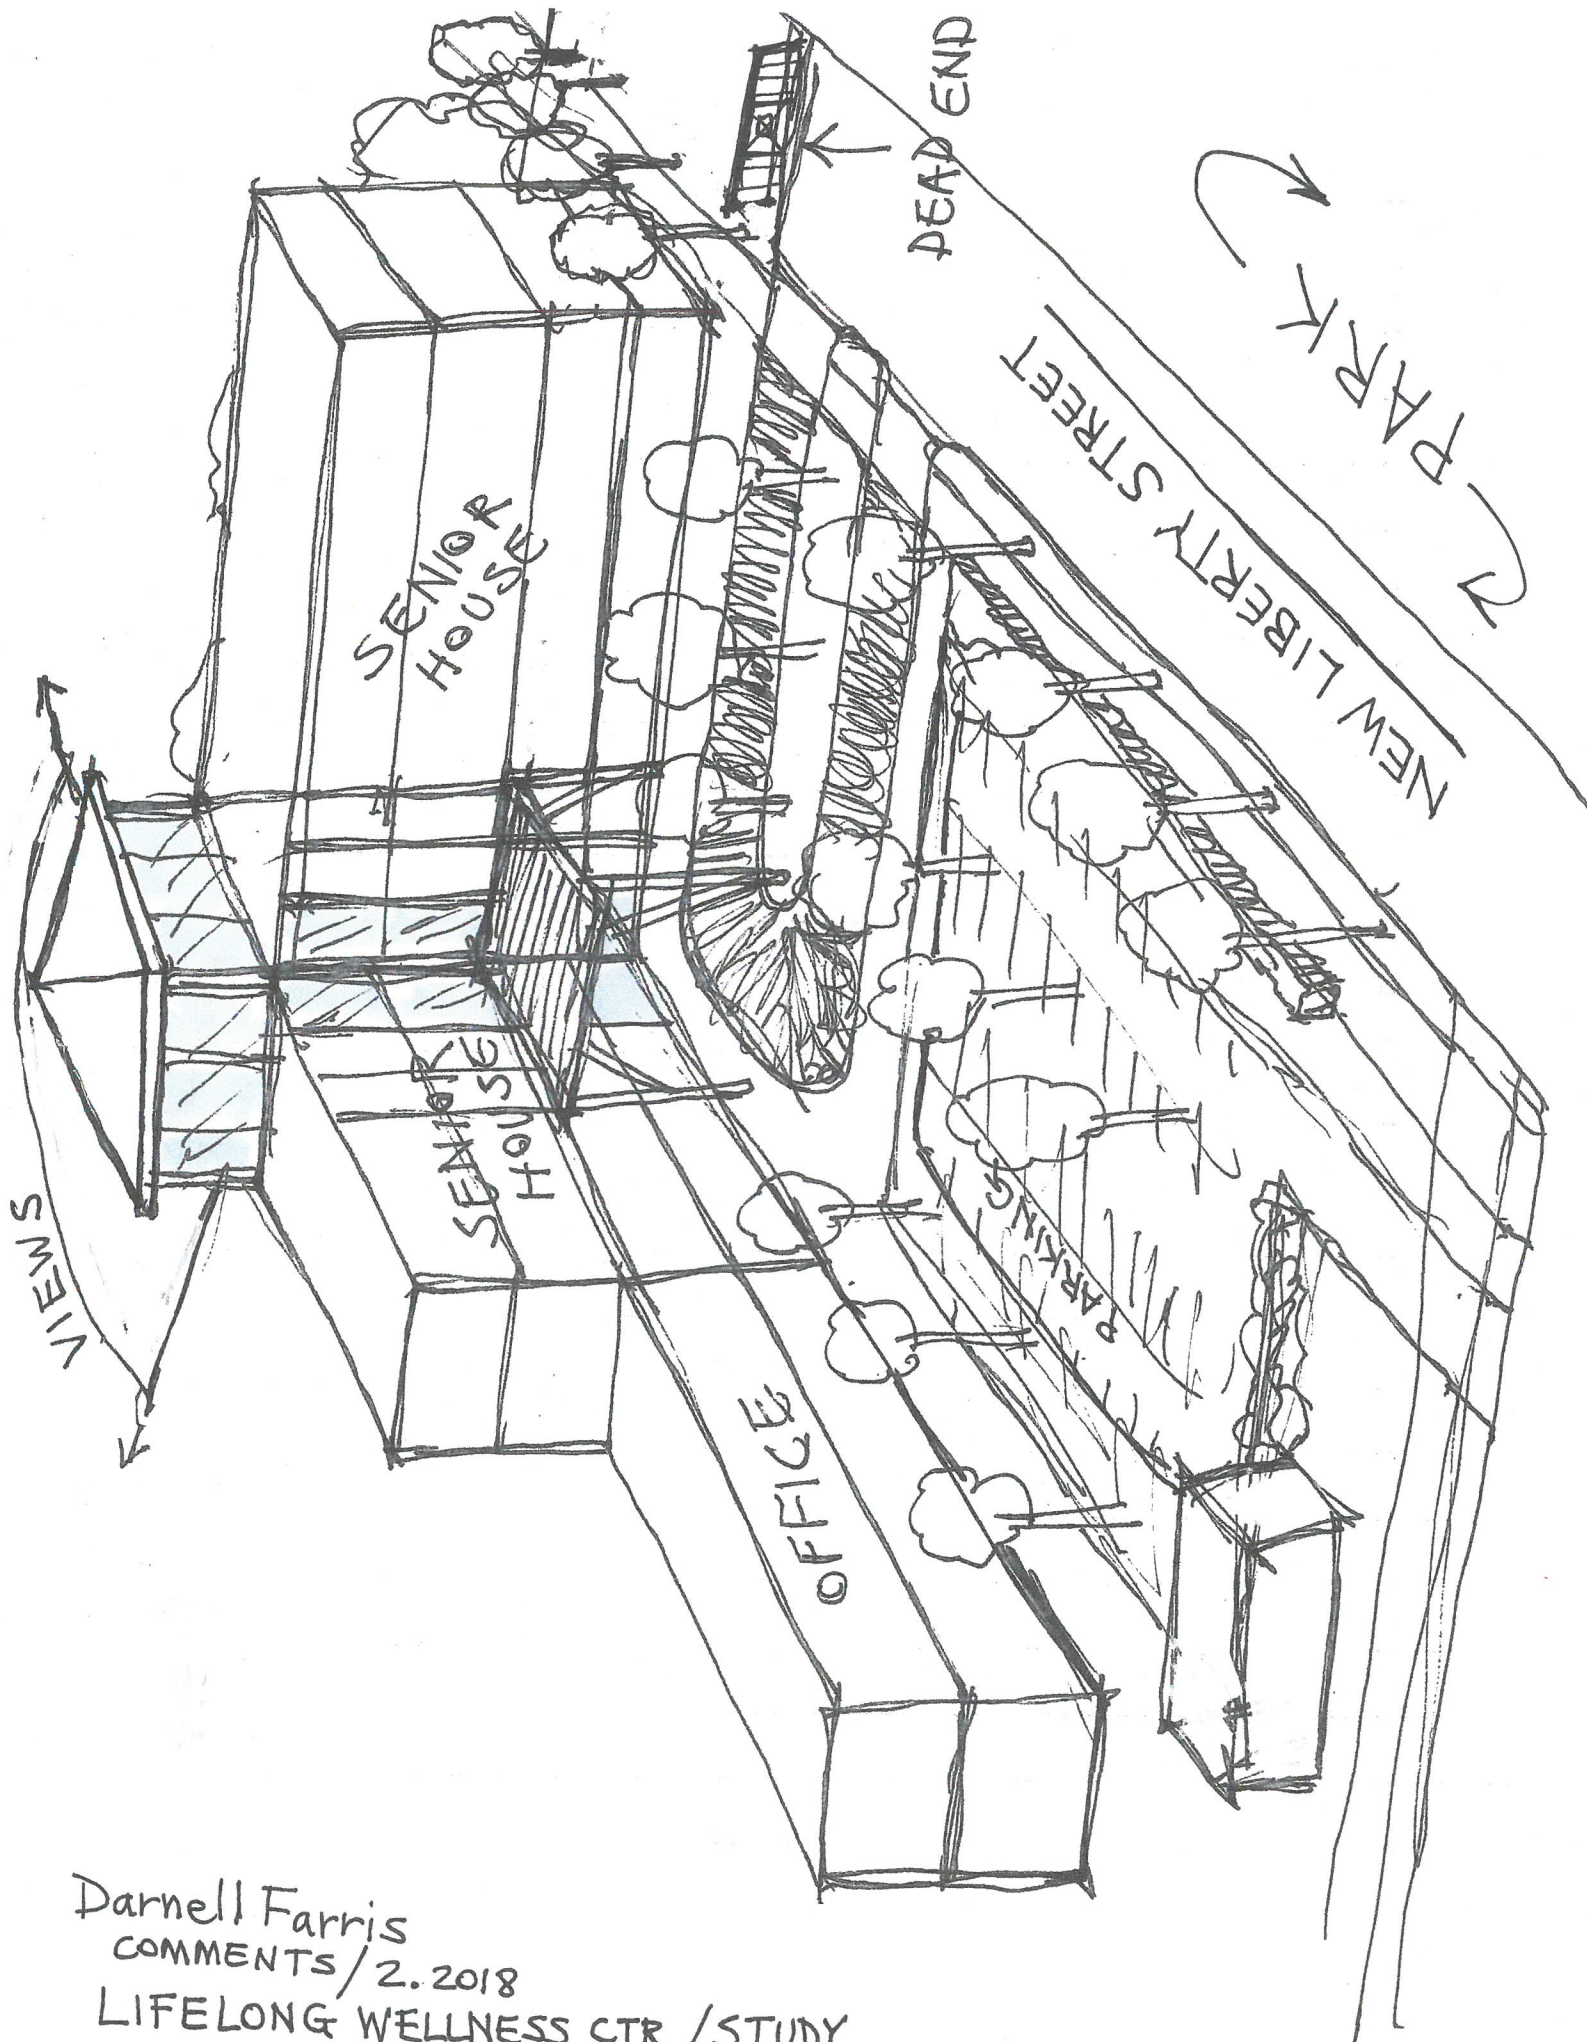 VIEWS
SENIOR
HOUSE
SENIOR
HOUSE
OFFICE
PARKING
DEAD END
NEW LIBERTY STREET
PARK
Darnell Farris
COMMENTS/2.2018
LIFELONG WELLNESS CTR /STUDY